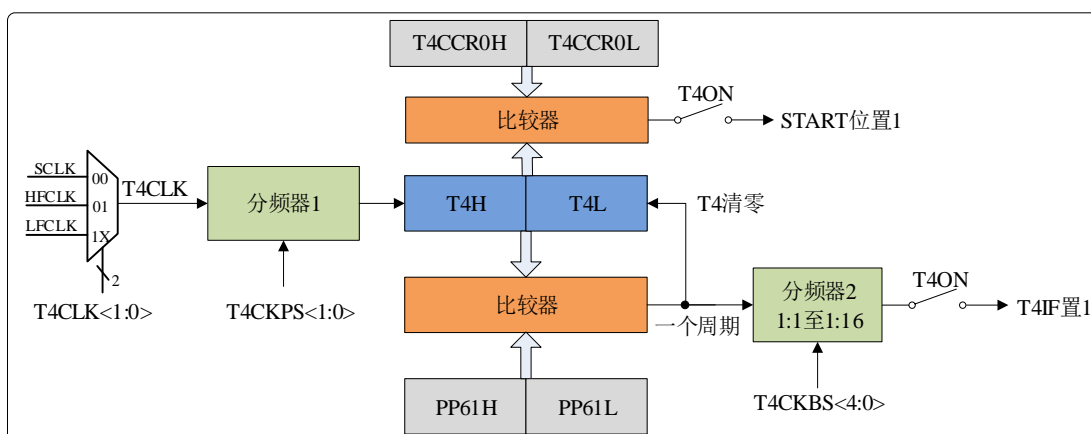 T4CCR0H T4CCR0L
T4ON
比较器
START位置1
SCLK
00
T4CLK
HFCLK
01
分频器1
T4H T4L
T4清零
LFCLK
1X
2
T4CLK<1:0>
T4CKPS<1:0>
比较器
一个周期
分频器2
1:1至1:16
T4ON
T4IF置1
PP61H PP61L
T4CKBS<4:0>